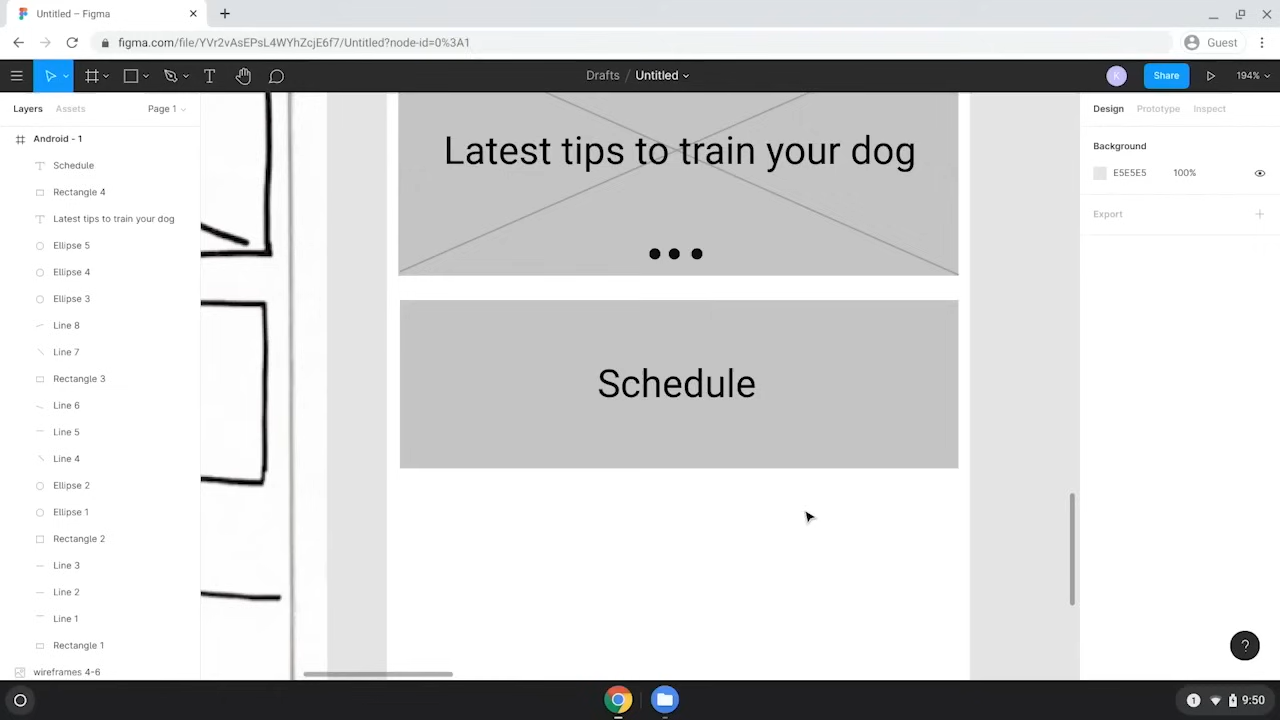 Untitled – Figma
figma.com/file/YVr2vAsEPsL4WYhZcjE6f7/Untitled?node-id=0%3A1
Guest
Drafts / Untitled
K
Share
194%
Layers
Assets
Page 1
Design
Prototype
Inspect
Android - 1
Schedule
Rectangle 4
Latest tips to train your dog
Ellipse 5
Ellipse 4
Ellipse 3
Line 8
Line 7
Rectangle 3
Line 6
Line 5
Line 4
Ellipse 2
Ellipse 1
Rectangle 2
Line 3
Line 2
Line 1
Rectangle 1
wireframes 4-6
Latest tips to train your dog
Schedule
Background
E5E5E5
100%
Export
?
1
9:50